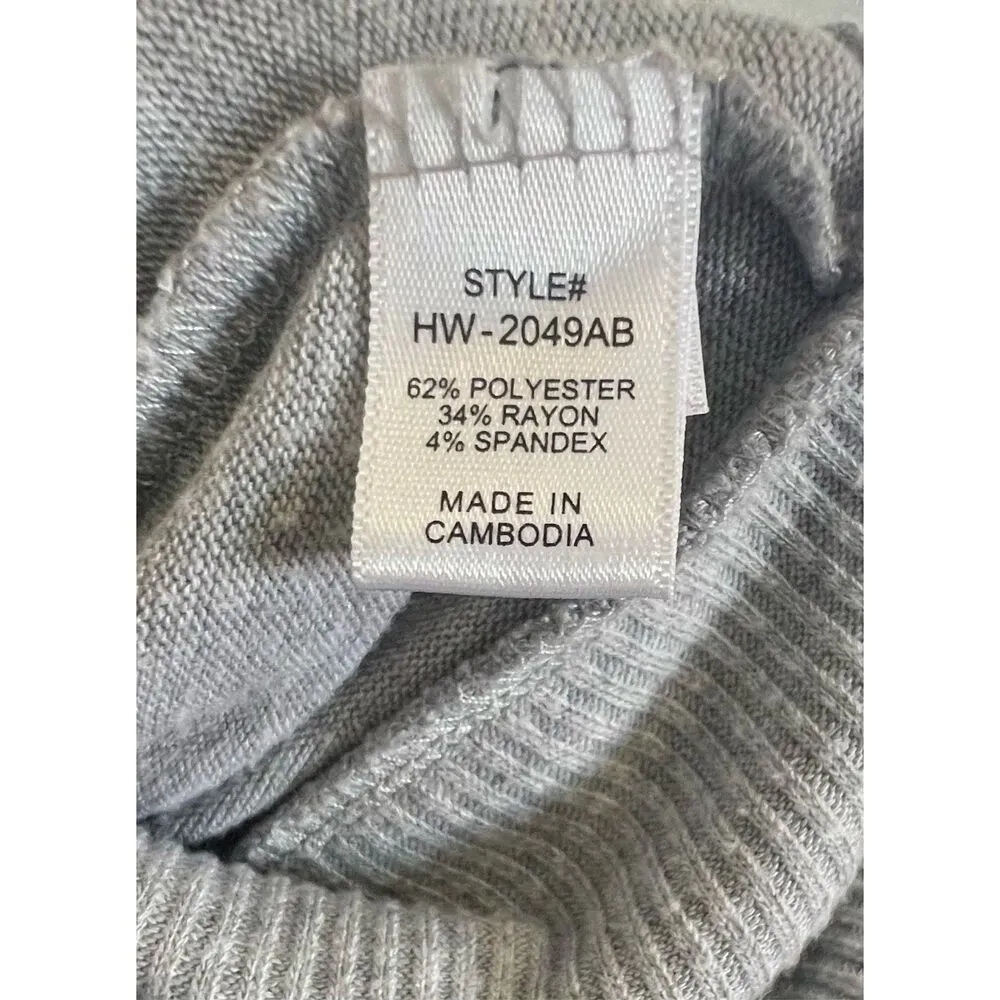 STYLE#
HW-2049AB
62% POLYESTER
34% RAYON
4% SPANDEX
MADE IN
CAMBODIA